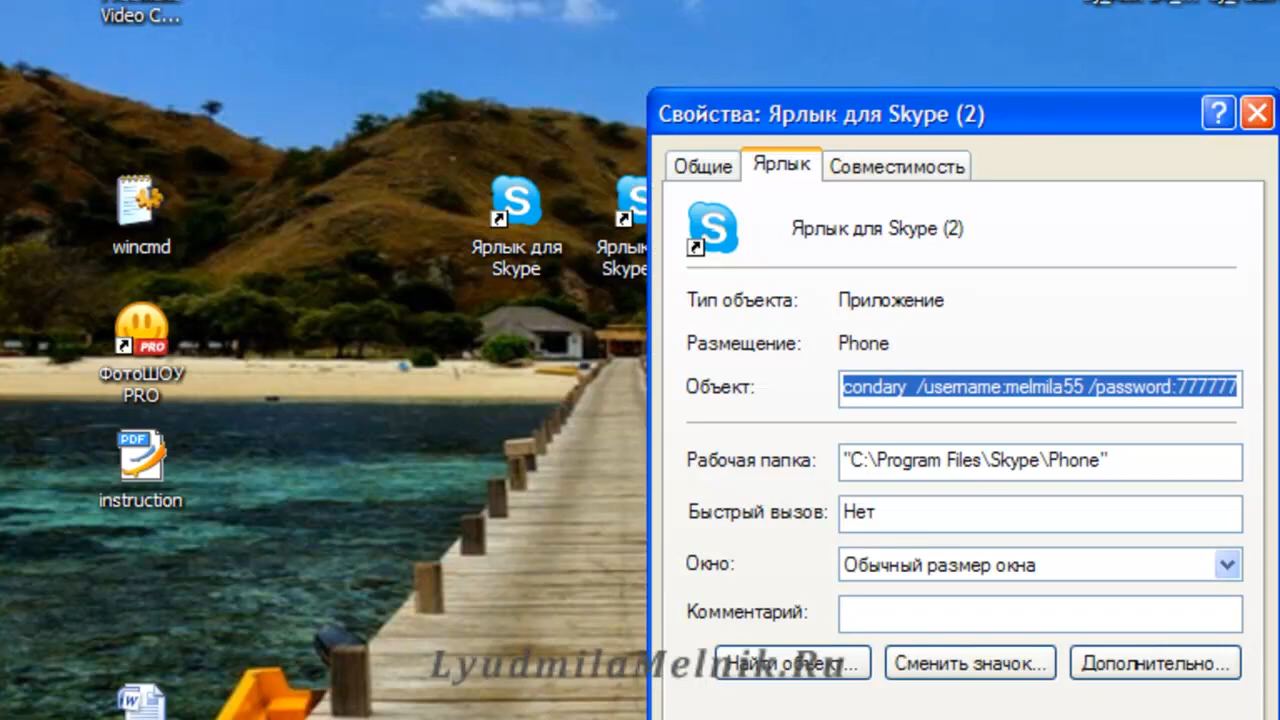 Video C...
wincmd
ФотоШОУ
PRO
PDF
instruction
Ярлык для
Skype
Ярлык
Skype
Свойства: Ярлык для Skype (2)
Общие
Ярлык
Совместимость
Ярлык для Skype (2)
Тип объекта: Приложение
Размещение: Phone
Объект: condary /username:melmila55 /password:777777
Рабочая папка: "C:\Program Files\Skype\Phone"
Быстрый вызов: Нет
Окно: Обычный размер окна
Комментарий:
Найти объект...
Сменить значок...
Дополнительно...
LyudmilaMelnik.Ru